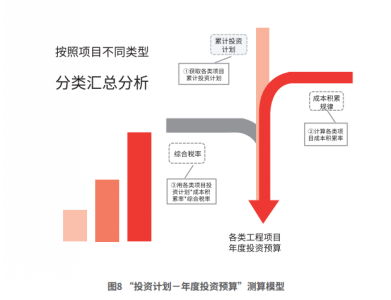 按照项目不同类型
分类汇总分析
累计投资
计划
①获取各类项目
累计投资计划
成本积累
规律
②计算各类项
目成本积累率
综合税率
③用各类项目投
资计划*成本积
累率*综合税率
各类工程项目
年度投资预算
图8 “投资计划－年度投资预算”测算模型